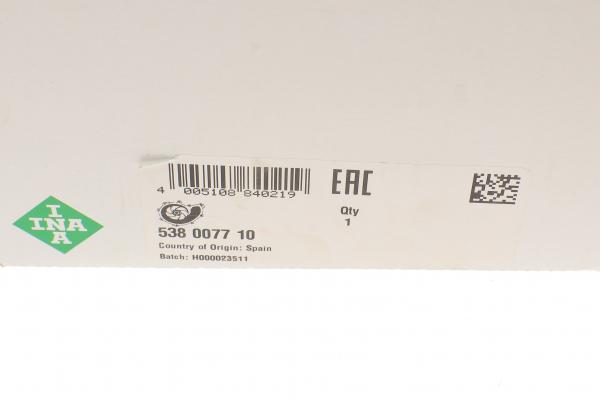 I
INA
A
4 005108 840219
EAC
Qty
1
538 0077 10
Country of Origin: Spain
Batch: H000023511